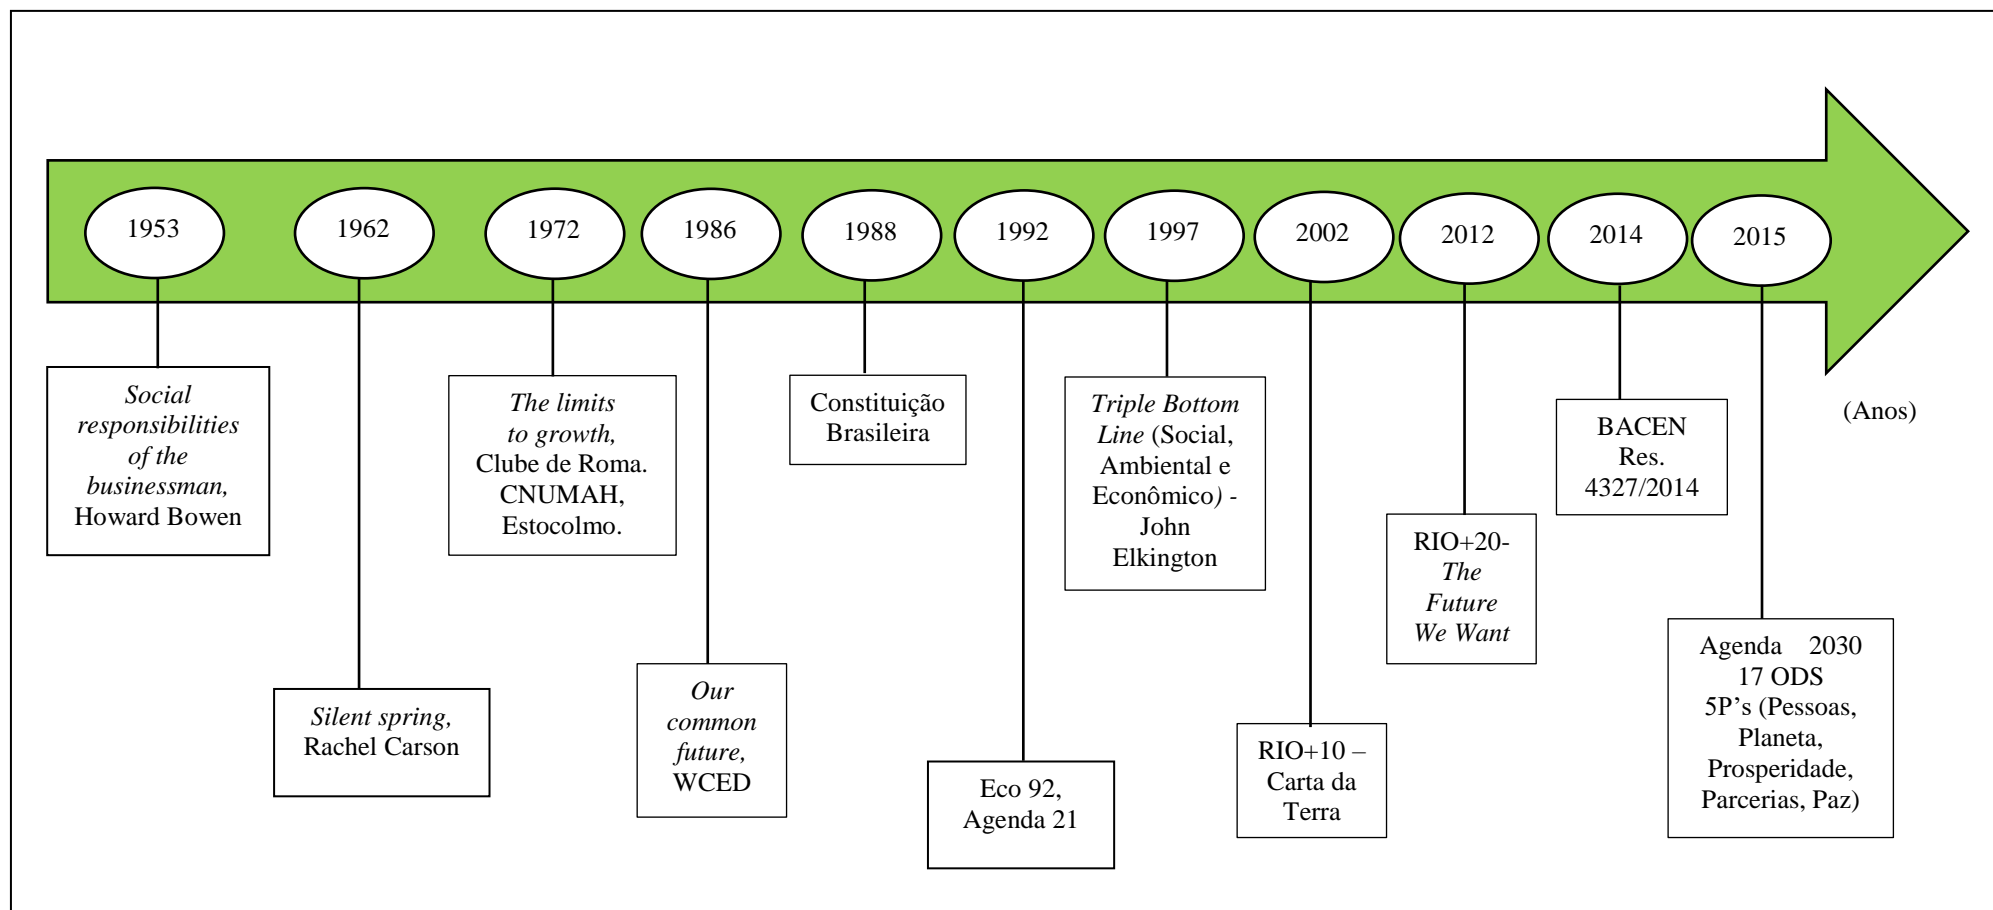 1953
1962
1972
1986
1988
1992
1997
2002
2012
2014
2015
Social
responsibilities
of the
businessman,
Howard Bowen
Silent spring,
Rachel Carson
The limits
to growth,
Clube de Roma.
CNUMAH,
Estocolmo.
Our
common
future,
WCED
Constituição
Brasileira
Eco 92,
Agenda 21
Triple Bottom
Line (Social,
Ambiental e
Econômico) -
John
Elkington
RIO+10 –
Carta da
Terra
RIO+20-
The
Future
We Want
BACEN
Res.
4327/2014
Agenda 2030
17 ODS
5P’s (Pessoas,
Planeta,
Prosperidade,
Parcerias, Paz)
(Anos)